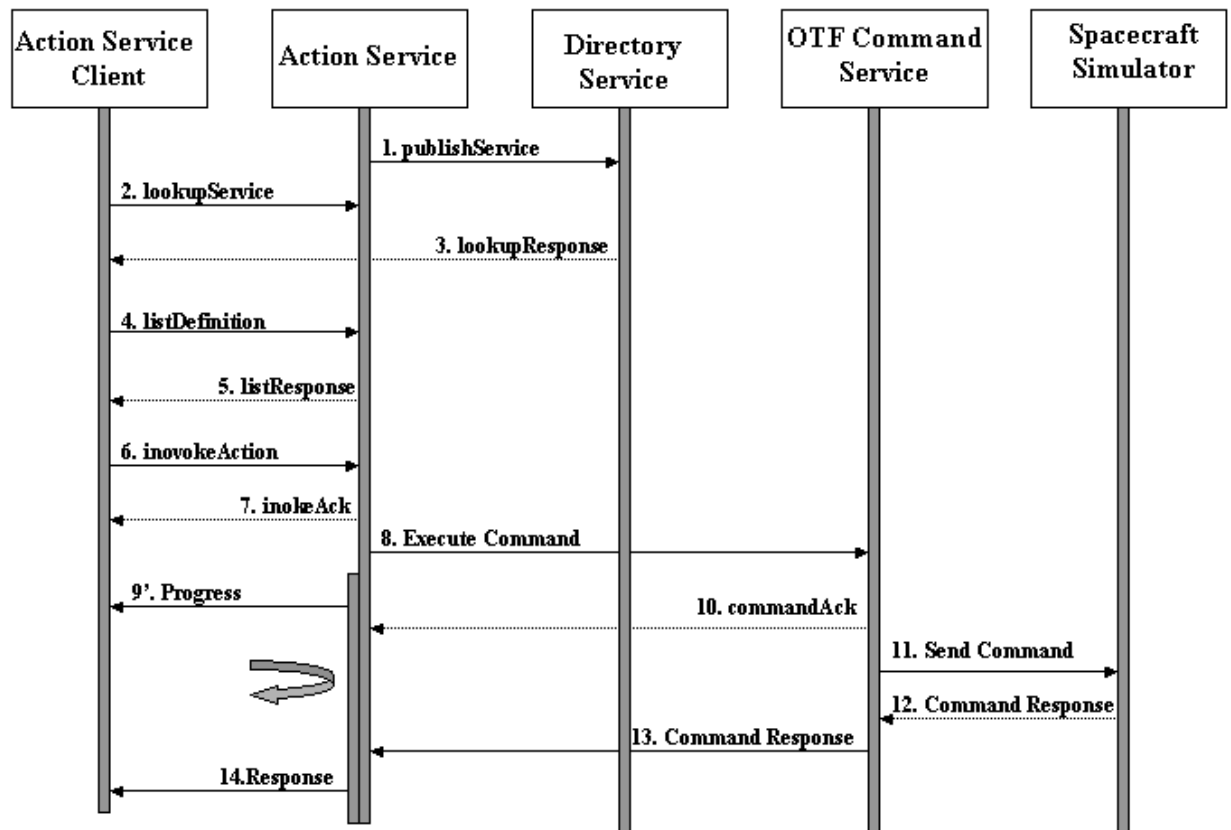 Action Service
Client
Action Service
Directory
Service
OTF Command
Service
Spacecraft
Simulator
1. publishService
2. lookupService
3. lookupResponse
4. listDefinition
5. listResponse
6. inovokeAction
7. inokeAck
8. Execute Command
9’. Progress
10. commandAck
11. Send Command
12. Command Response
13. Command Response
14.Response